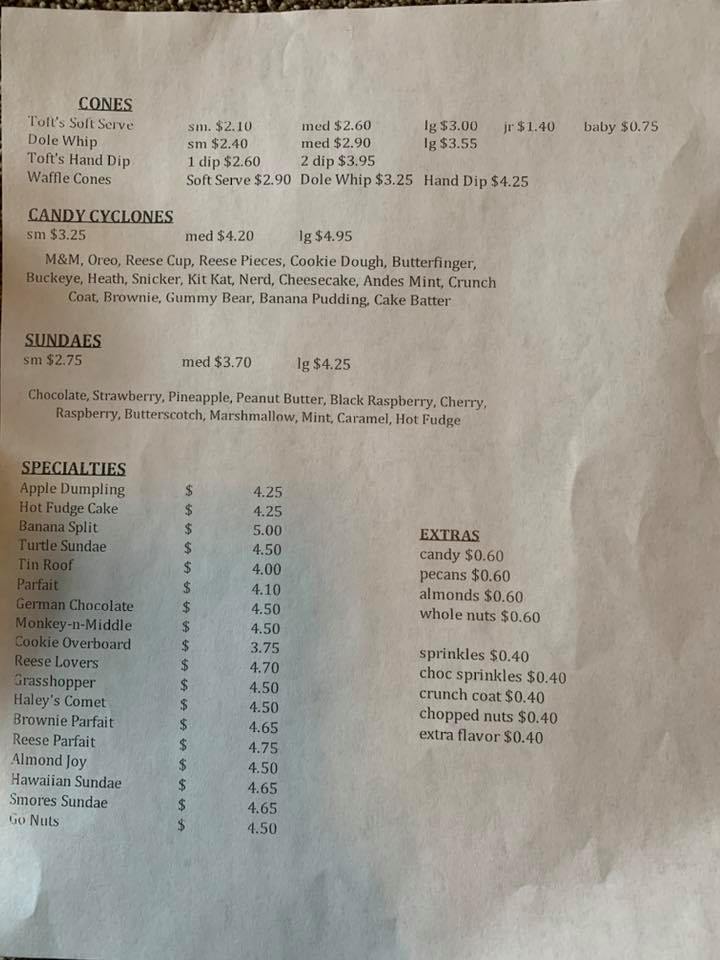 CONES
Toft's Soft Serve sm. $2.10 med $2.60 lg $3.00 jr $1.40 baby $0.75
Dole Whip sm $2.40 med $2.90 lg $3.55
Toft's Hand Dip 1 dip $2.60 2 dip $3.95
Waffle Cones Soft Serve $2.90 Dole Whip $3.25 Hand Dip $4.25
CANDY CYCLONES
sm $3.25 med $4.20 lg $4.95
M&M, Oreo, Reese Cup, Reese Pieces, Cookie Dough, Butterfinger,
Buckeye, Heath, Snicker, Kit Kat, Nerd, Cheesecake, Andes Mint, Crunch
Coat, Brownie, Gummy Bear, Banana Pudding, Cake Batter
SUNDAES
sm $2.75 med $3.70 lg $4.25
Chocolate, Strawberry, Pineapple, Peanut Butter, Black Raspberry, Cherry,
Raspberry, Butterscotch, Marshmallow, Mint, Caramel, Hot Fudge
SPECIALTIES
Apple Dumpling $ 4.25
Hot Fudge Cake $ 4.25
Banana Split $ 5.00
Turtle Sundae $ 4.50
Tin Roof $ 4.00
Parfait $ 4.10
German Chocolate $ 4.50
Monkey-n-Middle $ 4.50
Cookie Overboard $ 3.75
Reese Lovers $ 4.70
Grasshopper $ 4.50
Haley's Comet $ 4.50
Brownie Parfait $ 4.65
Reese Parfait $ 4.75
Almond Joy $ 4.50
Hawaiian Sundae $ 4.65
Smores Sundae $ 4.65
Go Nuts $ 4.50
EXTRAS
candy $0.60
pecans $0.60
almonds $0.60
whole nuts $0.60
sprinkles $0.40
choc sprinkles $0.40
crunch coat $0.40
chopped nuts $0.40
extra flavor $0.40